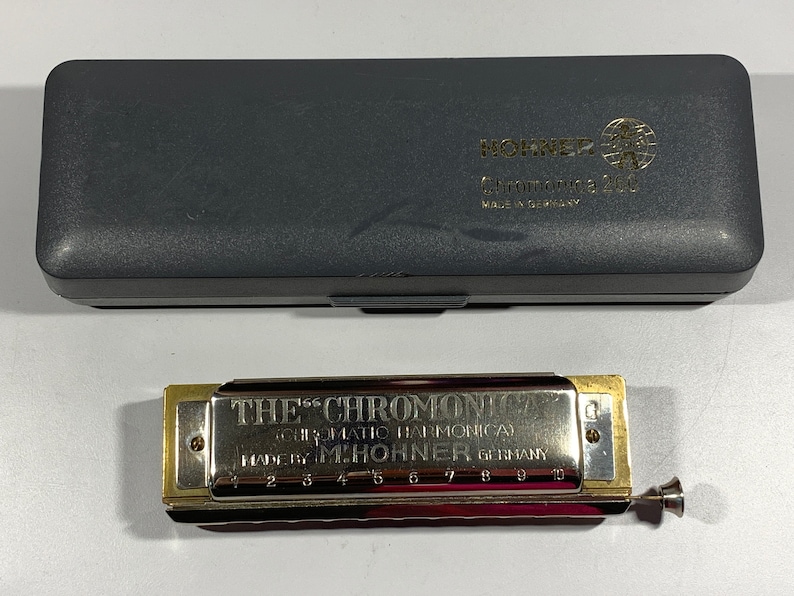 HOHNER
Chromonica 260
MADE IN GERMANY
THE “CHROMONICA”
(CHROMATIC HARMONICA)
MADE BY M. HOHNER GERMANY
1 2 3 4 5 6 7 8 9 10